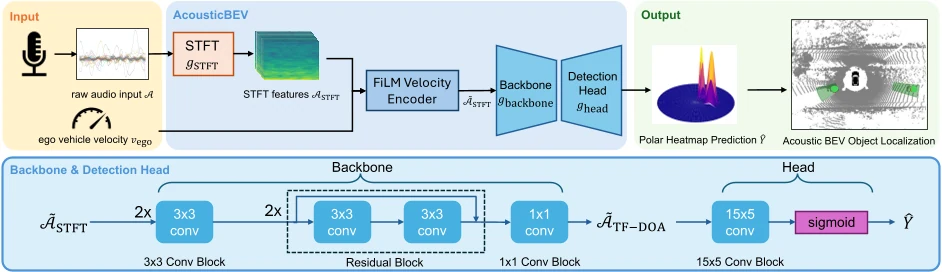 Input
AcousticBEV
Output
raw audio input 𝒜
ego vehicle velocity v_ego
STFT
g_STFT
STFT features 𝒜_STFT
FiLM Velocity
Encoder
Ã_STFT
Backbone
g_backbone
Detection
Head
g_head
Polar Heatmap Prediction Ŷ
Acoustic BEV Object Localization
Backbone & Detection Head
Backbone
Head
Ã_STFT
2x
3x3
conv
2x
3x3
conv
3x3
conv
1x1
conv
Ã_TF−DOA
15x5
conv
sigmoid
Ŷ
3x3 Conv Block
Residual Block
1x1 Conv Block
15x5 Conv Block